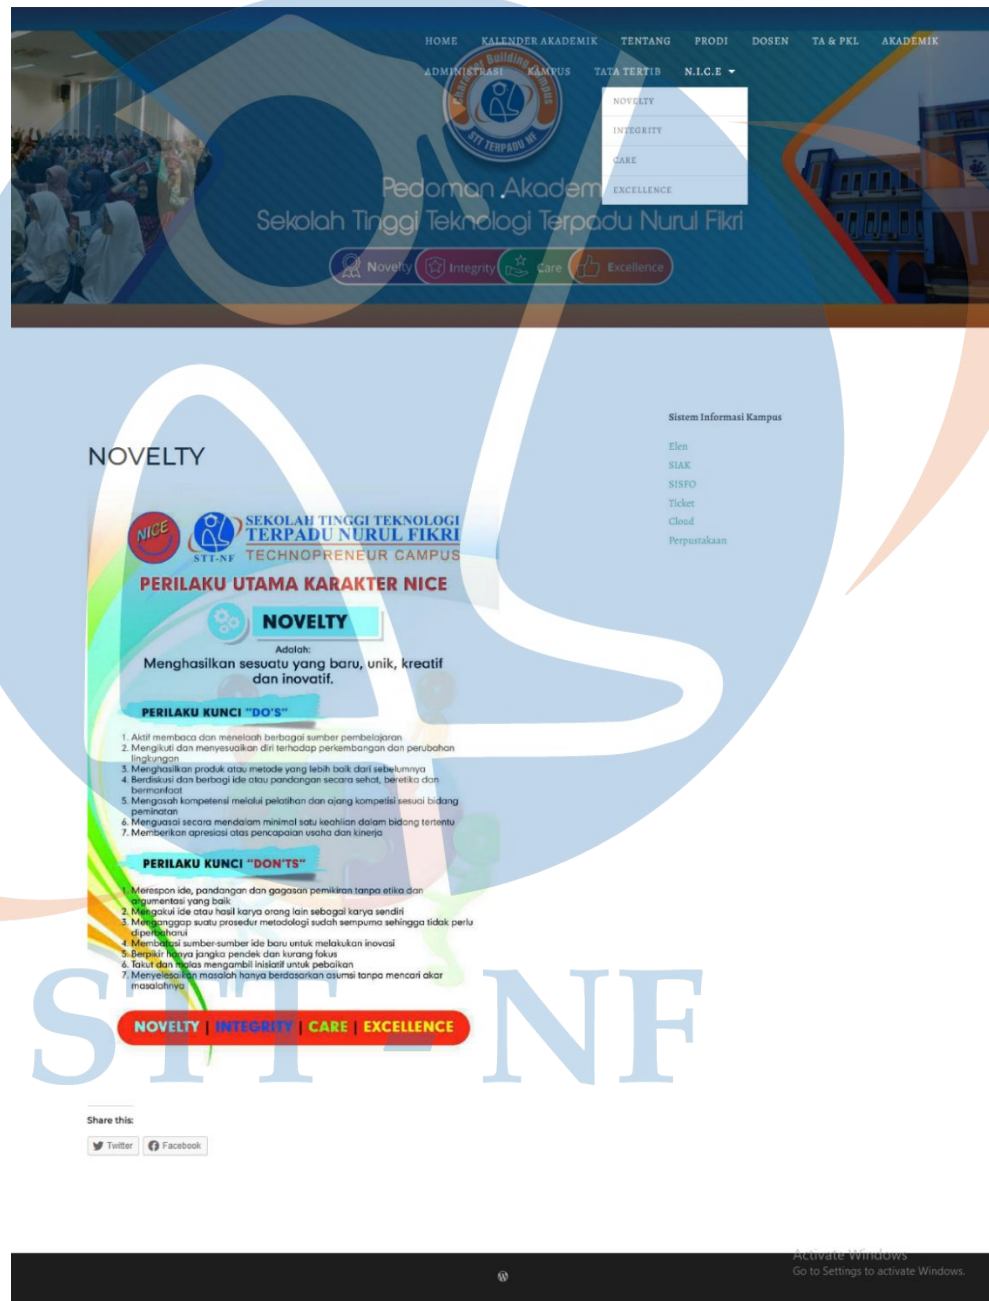 HOME KALENDER AKADEMIK TENTANG PRODI DOSEN TA & PKL AKADEMIK
ADMINISTRASI KAMPUS TATA TERTIB N.I.C.E
NOVELTY
INTEGRITY
CARE
EXCELLENCE
Character Building Campus
STT TERPADU NF
Pedoman Akadem
Sekolah Tinggi Teknologi Terpadu Nurul Fikri
Novelty Integrity Care Excellence
Sistem Informasi Kampus
Elen
SIAK
SISFO
Ticket
Cloud
Perpustakaan
NOVELTY
NICE
STT-NF
SEKOLAH TINGGI TEKNOLOGI
TERPADU NURUL FIKRI
TECHNOPRENEUR CAMPUS
PERILAKU UTAMA KARAKTER NICE
NOVELTY
Adalah:
Menghasilkan sesuatu yang baru, unik, kreatif
dan inovatif.
PERILAKU KUNCI "DO'S"
1. Aktif membaca dan menelaah berbagai sumber pembelajaran
2. Mengikuti dan menyesuaikan diri terhadap perkembangan dan perubahan
lingkungan
3. Menghasilkan produk atau metode yang lebih baik dari sebelumnya
4. Berdiskusi dan berbagi ide atau pandangan secara sehat, beretika dan
bermanfaat
5. Mengasah kompetensi melalui pelatihan dan ajang kompetisi sesuai bidang
peminatan
6. Menguasai secara mendalam minimal satu keahlian dalam bidang tertentu
7. Memberikan apresiasi atas pencapaian usaha dan kinerja
PERILAKU KUNCI "DON'TS"
1. Merespon ide, pandangan dan gagasan pemikiran tanpa etika dan
argumentasi yang baik
2. Mengakui ide atau hasil karya orang lain sebagai karya sendiri
3. Menganggap suatu prosedur metodologi sudah sempurna sehingga tidak perlu
diperbaharui
4. Membatasi sumber-sumber ide baru untuk melakukan inovasi
5. Berpikir hanya jangka pendek dan kurang fokus
6. Takut dan malas mengambil inisiatif untuk pebaikan
7. Menyelesaikan masalah hanya berdasarkan asumsi tanpa mencari akar
masalahnya
NOVELTY | INTEGRITY | CARE | EXCELLENCE
STT - NF
Share this:
Twitter Facebook
Activate Windows
Go to Settings to activate Windows.